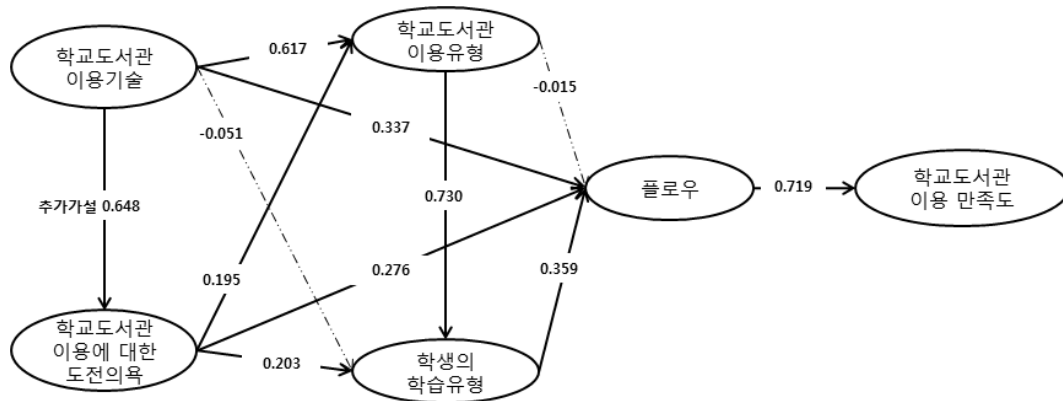 학교도서관
이용기술
0.617
학교도서관
이용유형
-0.015
-0.051
0.337
추가가설 0.648
0.730
플로우
0.719
학교도서관
이용 만족도
0.195
0.276
0.359
학교도서관
이용에 대한
도전의욕
0.203
학생의
학습유형